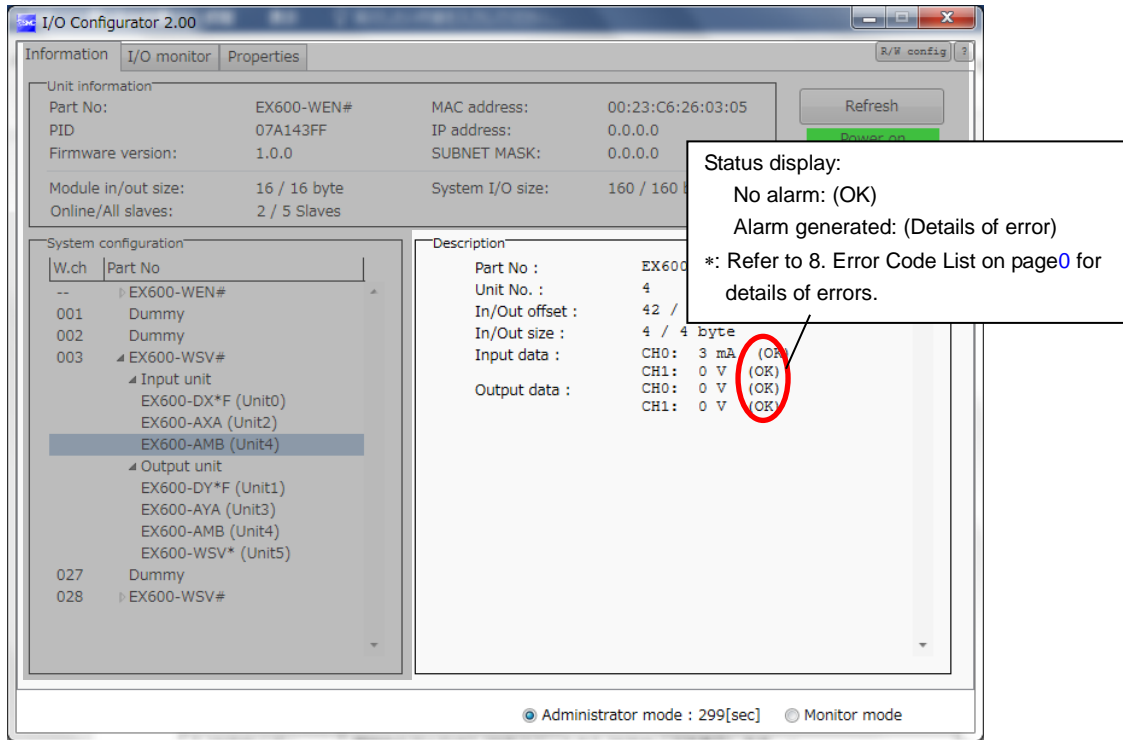 I/O Configurator 2.00
Information I/O monitor Properties R/W config ?
Unit information
Part No: EX600-WEN# MAC address: 00:23:C6:26:03:05 Refresh
PID 07A143FF IP address: 0.0.0.0 Power on
Firmware version: 1.0.0 SUBNET MASK: 0.0.0.0
Module in/out size: 16 / 16 byte System I/O size: 160 / 160
Online/All slaves: 2 / 5 Slaves
Status display:
No alarm: (OK)
Alarm generated: (Details of error)
*: Refer to 8. Error Code List on page0 for
details of errors.
System configuration
W.ch Part No
-- EX600-WEN#
001 Dummy
002 Dummy
003 EX600-WSV#
Input unit
EX600-DX*F (Unit0)
EX600-AXA (Unit2)
EX600-AMB (Unit4)
Output unit
EX600-DY*F (Unit1)
EX600-AYA (Unit3)
EX600-AMB (Unit4)
EX600-WSV* (Unit5)
027 Dummy
028 EX600-WSV#
Description
Part No : EX600
Unit No. : 4
In/Out offset : 42 /
In/Out size : 4 / 4 byte
Input data : CH0: 3 mA (OK)
CH1: 0 V (OK)
Output data : CH0: 0 V (OK)
CH1: 0 V (OK)
Administrator mode : 299[sec] Monitor mode